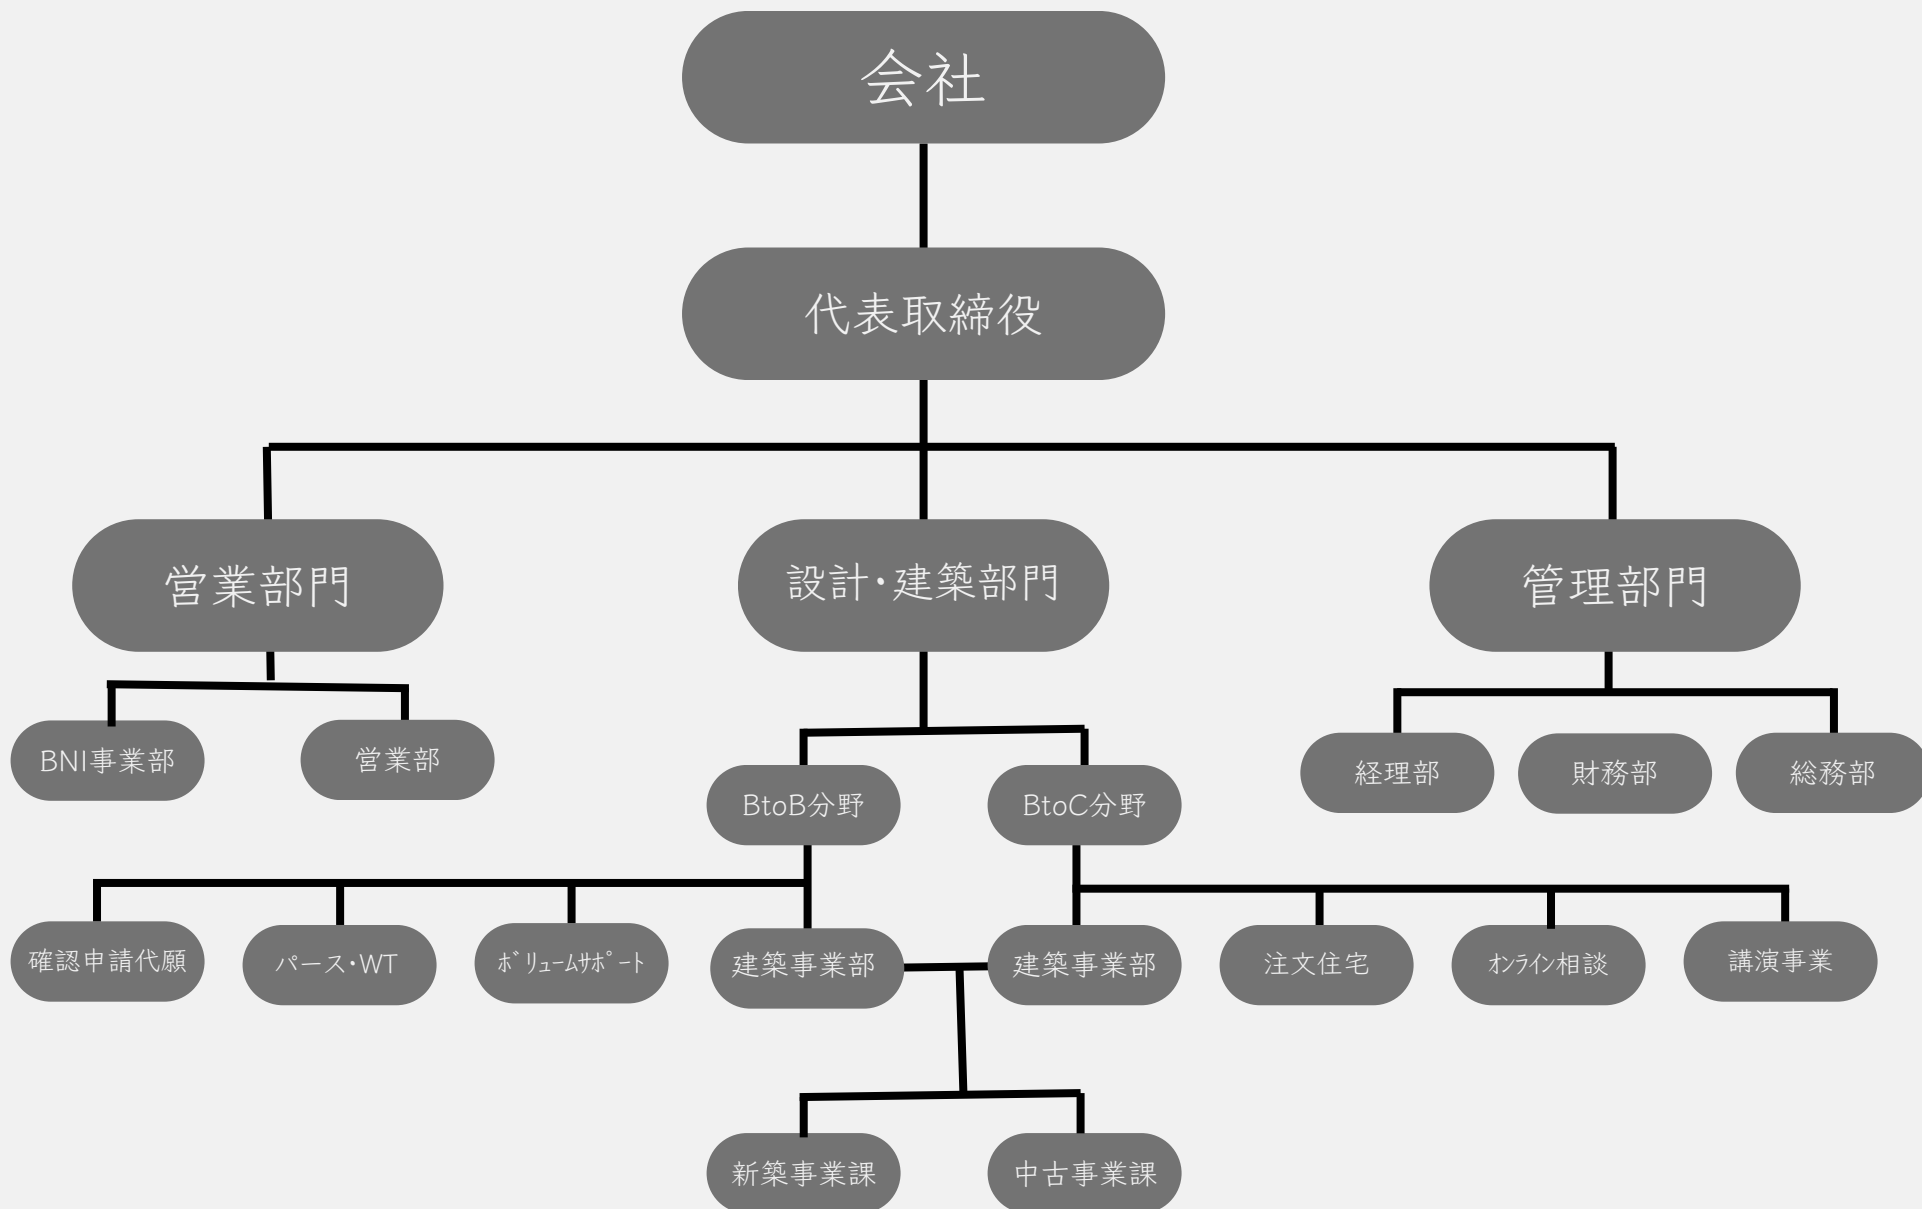 会社
代表取締役
営業部門
設計・建築部門
管理部門
BNI事業部
営業部
経理部
財務部
総務部
BtoB分野
BtoC分野
確認申請代願
パース・WT
ﾎﾞﾘｭｰﾑｻﾎﾟｰﾄ
建築事業部
建築事業部
注文住宅
ｵﾝﾗｲﾝ相談
講演事業
新築事業課
中古事業課